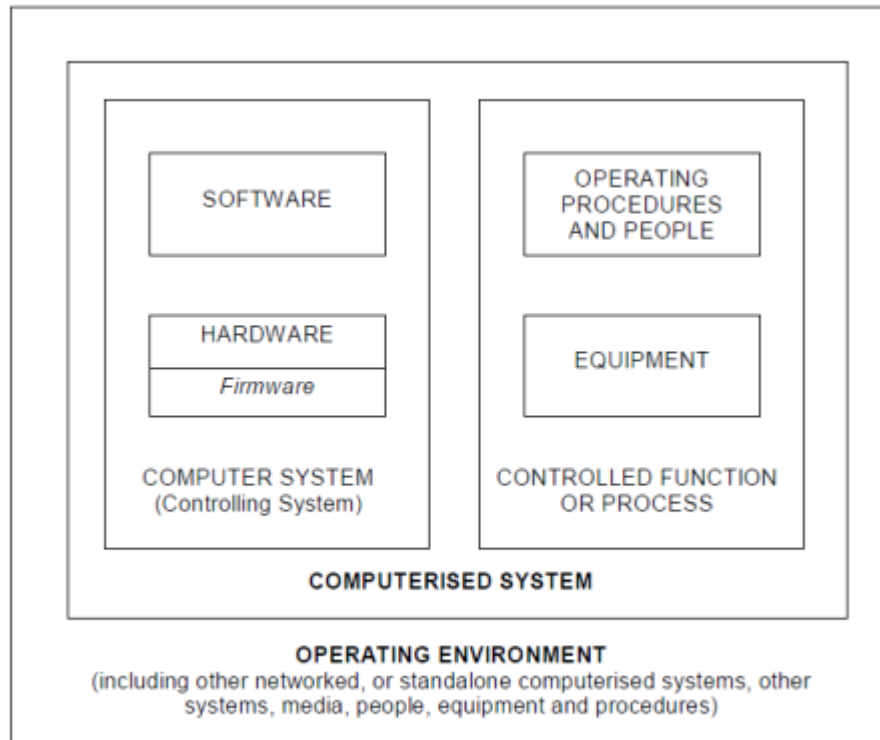 SOFTWARE
HARDWARE
Firmware
COMPUTER SYSTEM
(Controlling System)
OPERATING
PROCEDURES
AND PEOPLE
EQUIPMENT
CONTROLLED FUNCTION
OR PROCESS
COMPUTERISED SYSTEM
OPERATING ENVIRONMENT
(including other networked, or standalone computerised systems, other
systems, media, people, equipment and procedures)